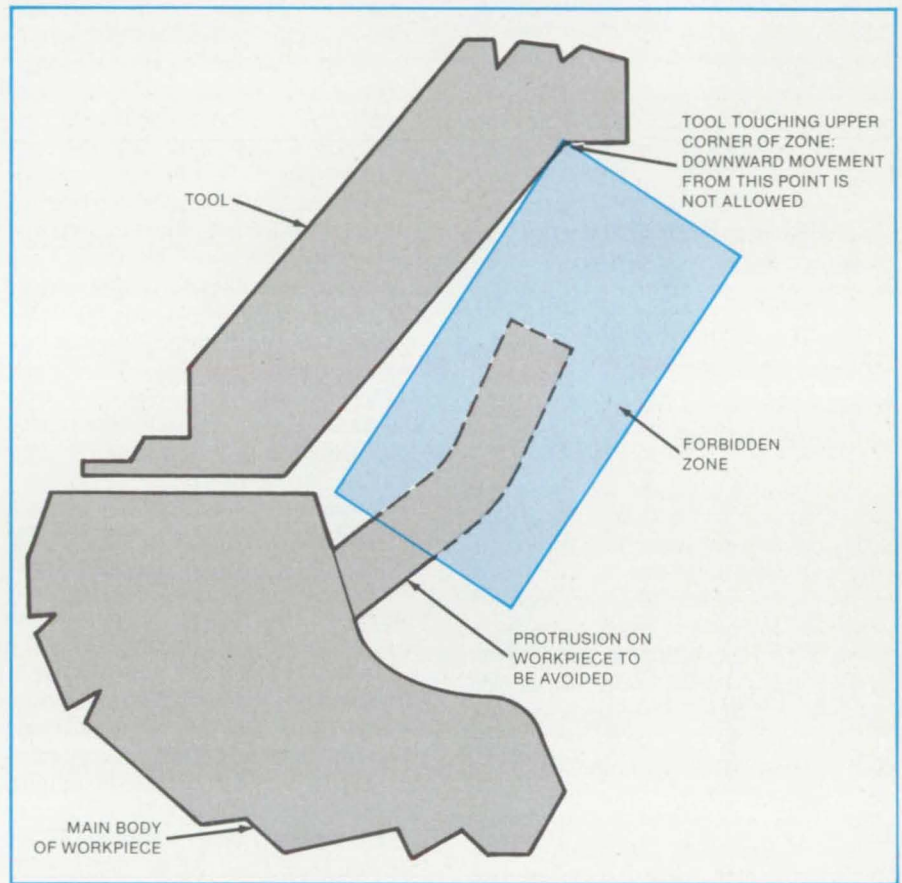 TOOL TOUCHING UPPER
CORNER OF ZONE:
DOWNWARD MOVEMENT
FROM THIS POINT IS
NOT ALLOWED
TOOL
FORBIDDEN
ZONE
PROTRUSION ON
WORKPIECE TO
BE AVOIDED
MAIN BODY
OF WORKPIECE